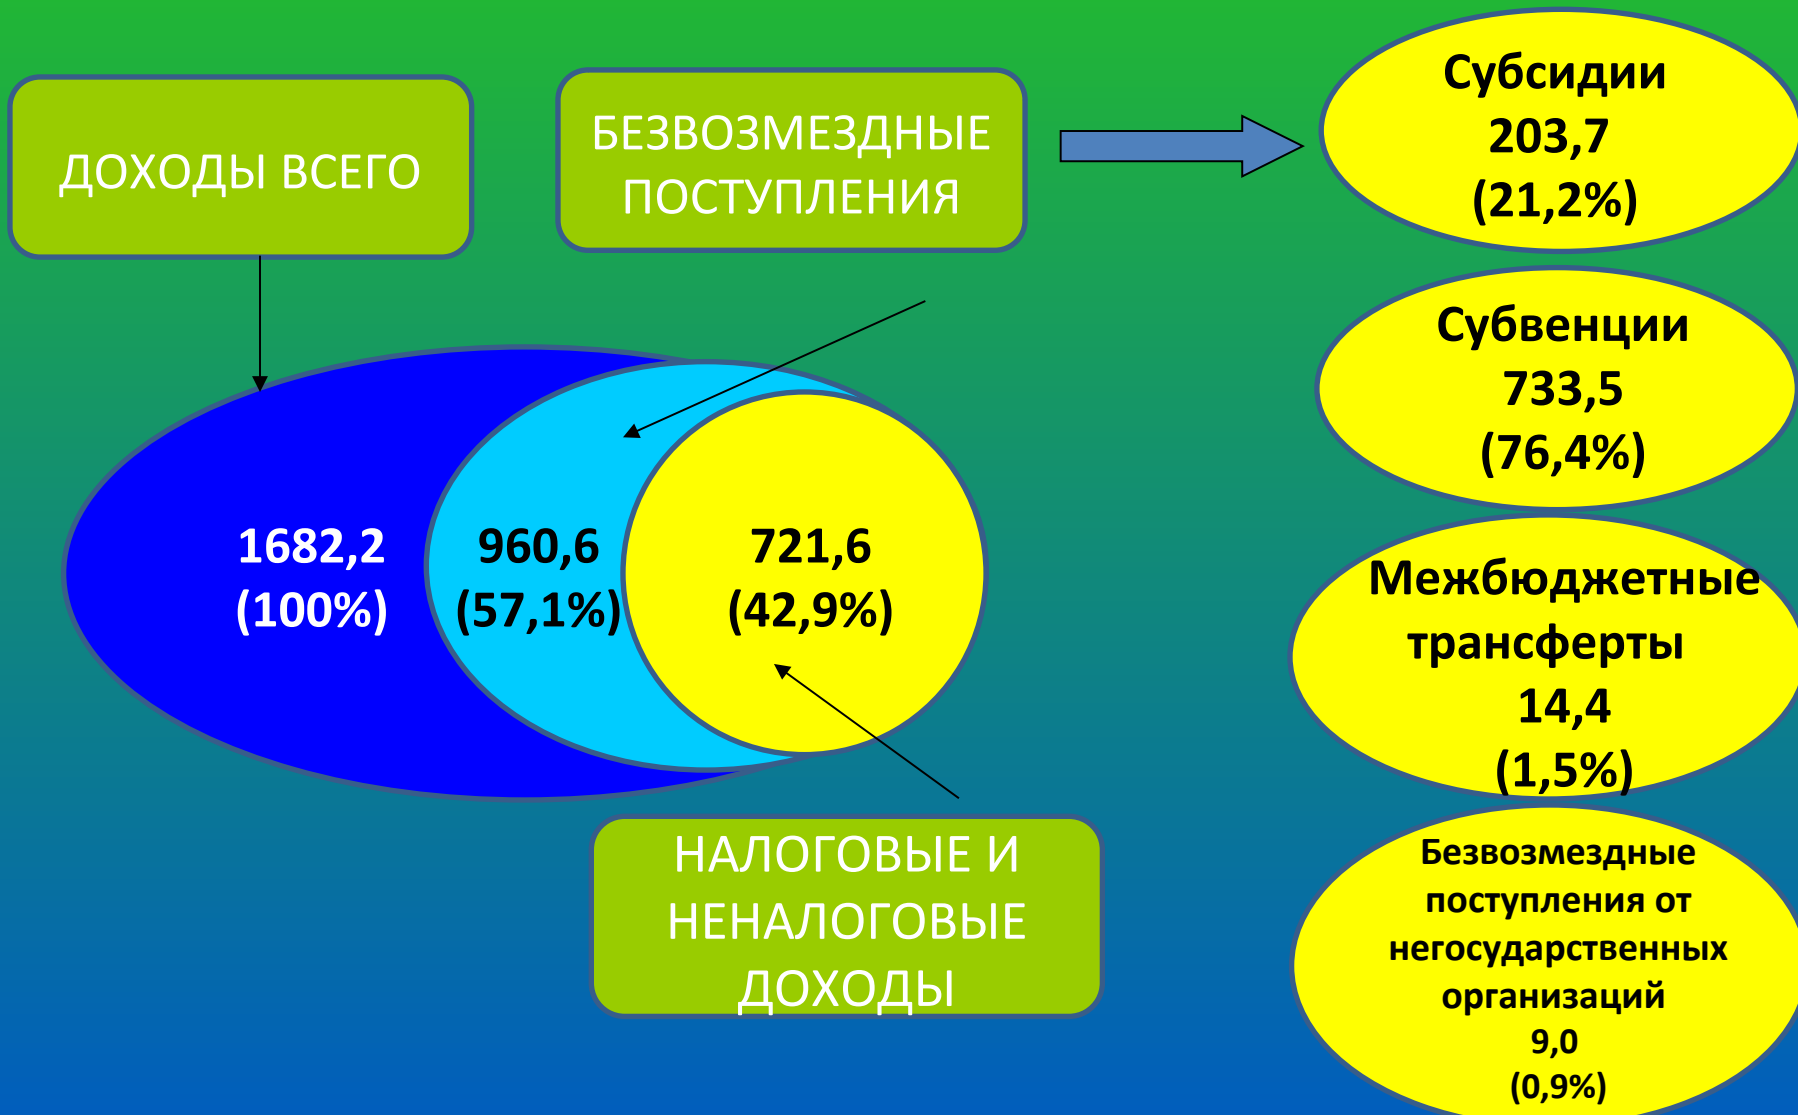 ДОХОДЫ ВСЕГО
БЕЗВОЗМЕЗДНЫЕ
ПОСТУПЛЕНИЯ
Субсидии
203,7
(21,2%)
Субвенции
733,5
(76,4%)
Межбюджетные
трансферты
14,4
(1,5%)
Безвозмездные
поступления от
негосударственных
организаций
9,0
(0,9%)
1682,2
(100%)
960,6
(57,1%)
721,6
(42,9%)
НАЛОГОВЫЕ И
НЕНАЛОГОВЫЕ
ДОХОДЫ